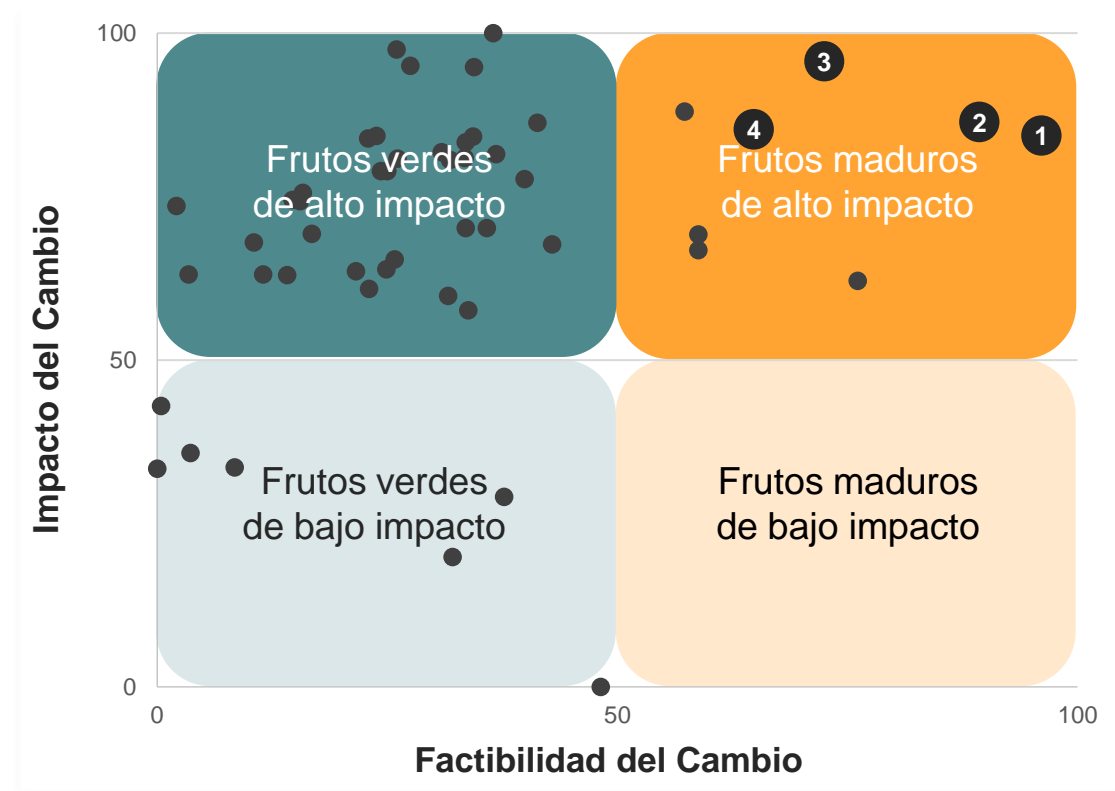 100
3
4
2
1
Frutos verdes
de alto impacto
Frutos maduros
de alto impacto
Impacto del Cambio
50
Frutos verdes
de bajo impacto
Frutos maduros
de bajo impacto
0
0
50
100
Factibilidad del Cambio